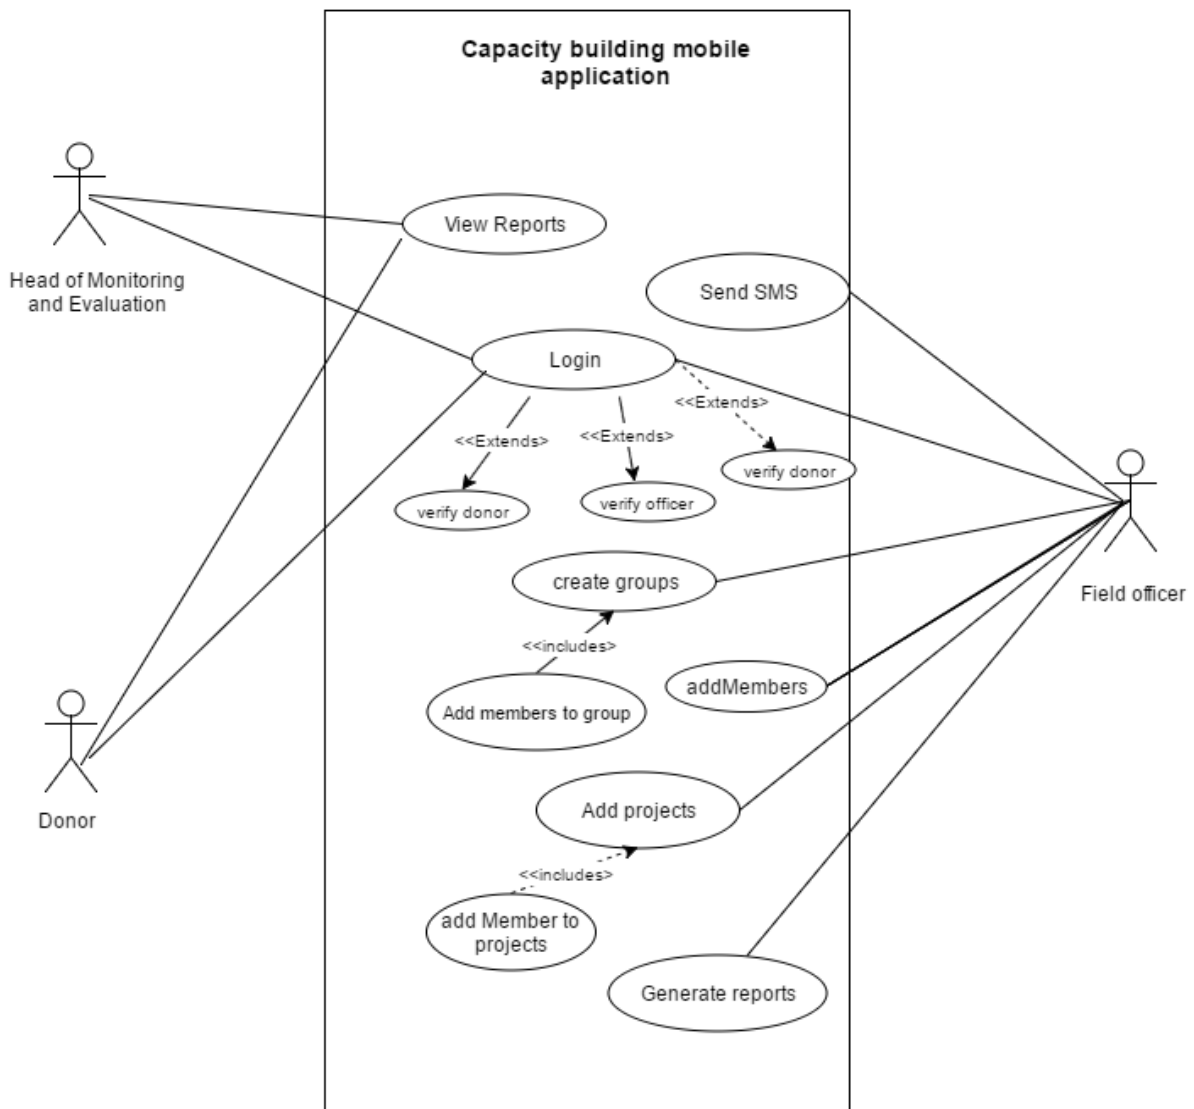 Capacity building mobile
application
View Reports
Head of Monitoring
and Evaluation
Send SMS
Login
<<Extends>
<<Extends>
<<Extends>
verify donor
verify donor
verify officer
create groups
Field officer
<<includes>
addMembers
Add members to group
Add projects
Donor
<<includes>
add Member to
projects
Generate reports